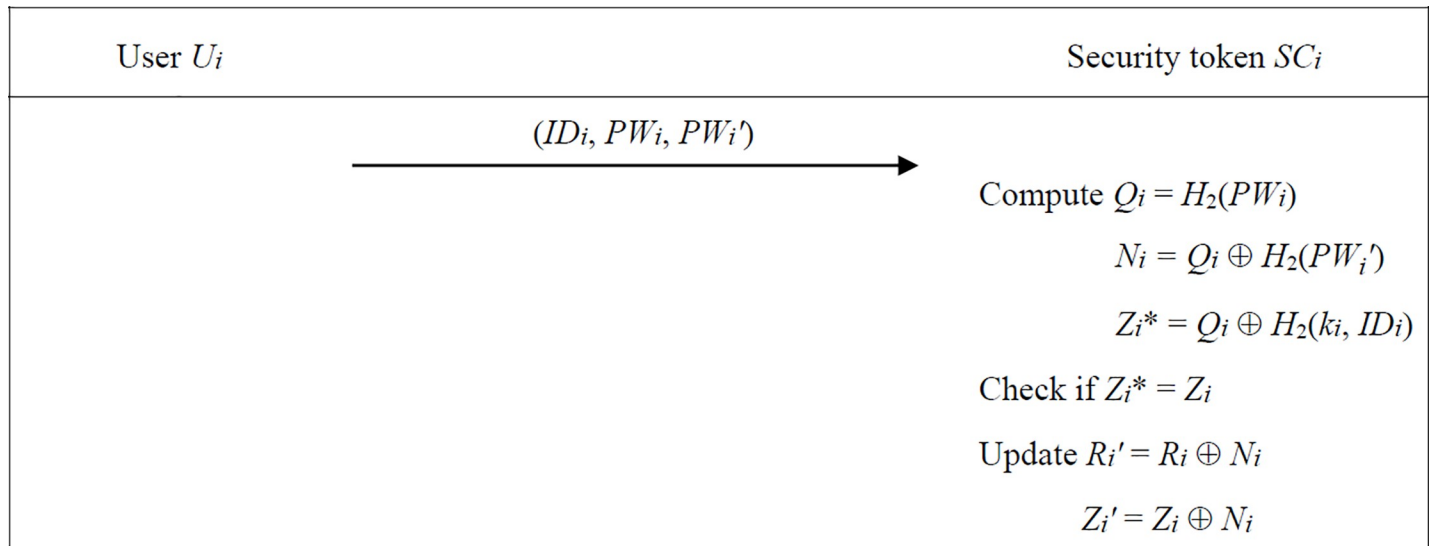 User Ui
Security token SCi
(IDi, PWi, PWi')
Compute Qi = H2(PWi)
Ni = Qi ⊕ H2(PWi')
Zi* = Qi ⊕ H2(ki, IDi)
Check if Zi* = Zi
Update Ri' = Ri ⊕ Ni
Zi' = Zi ⊕ Ni